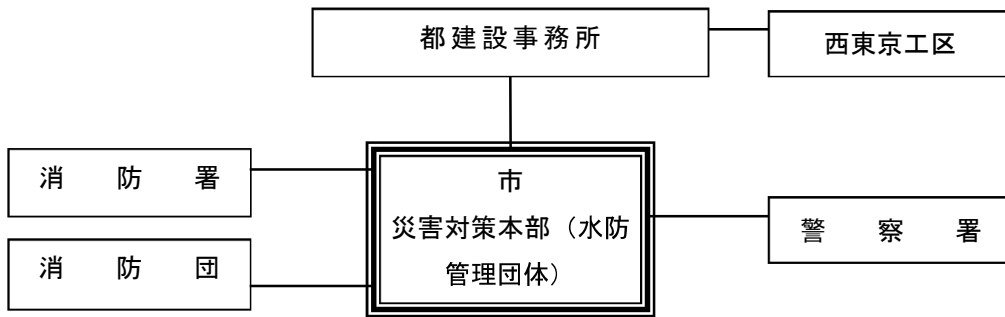 都建設事務所
西東京工区
消防署
市
災害対策本部（水防
管理団体）
消防団
警察署